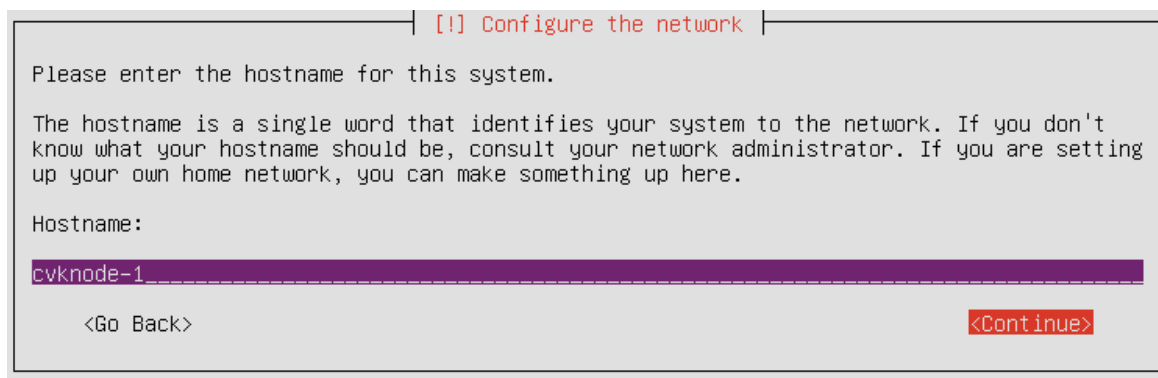 [!] Configure the network
Please enter the hostname for this system.
The hostname is a single word that identifies your system to the network. If you don't
know what your hostname should be, consult your network administrator. If you are setting
up your own home network, you can make something up here.
Hostname:
cvknode-1
<Go Back> <Continue>